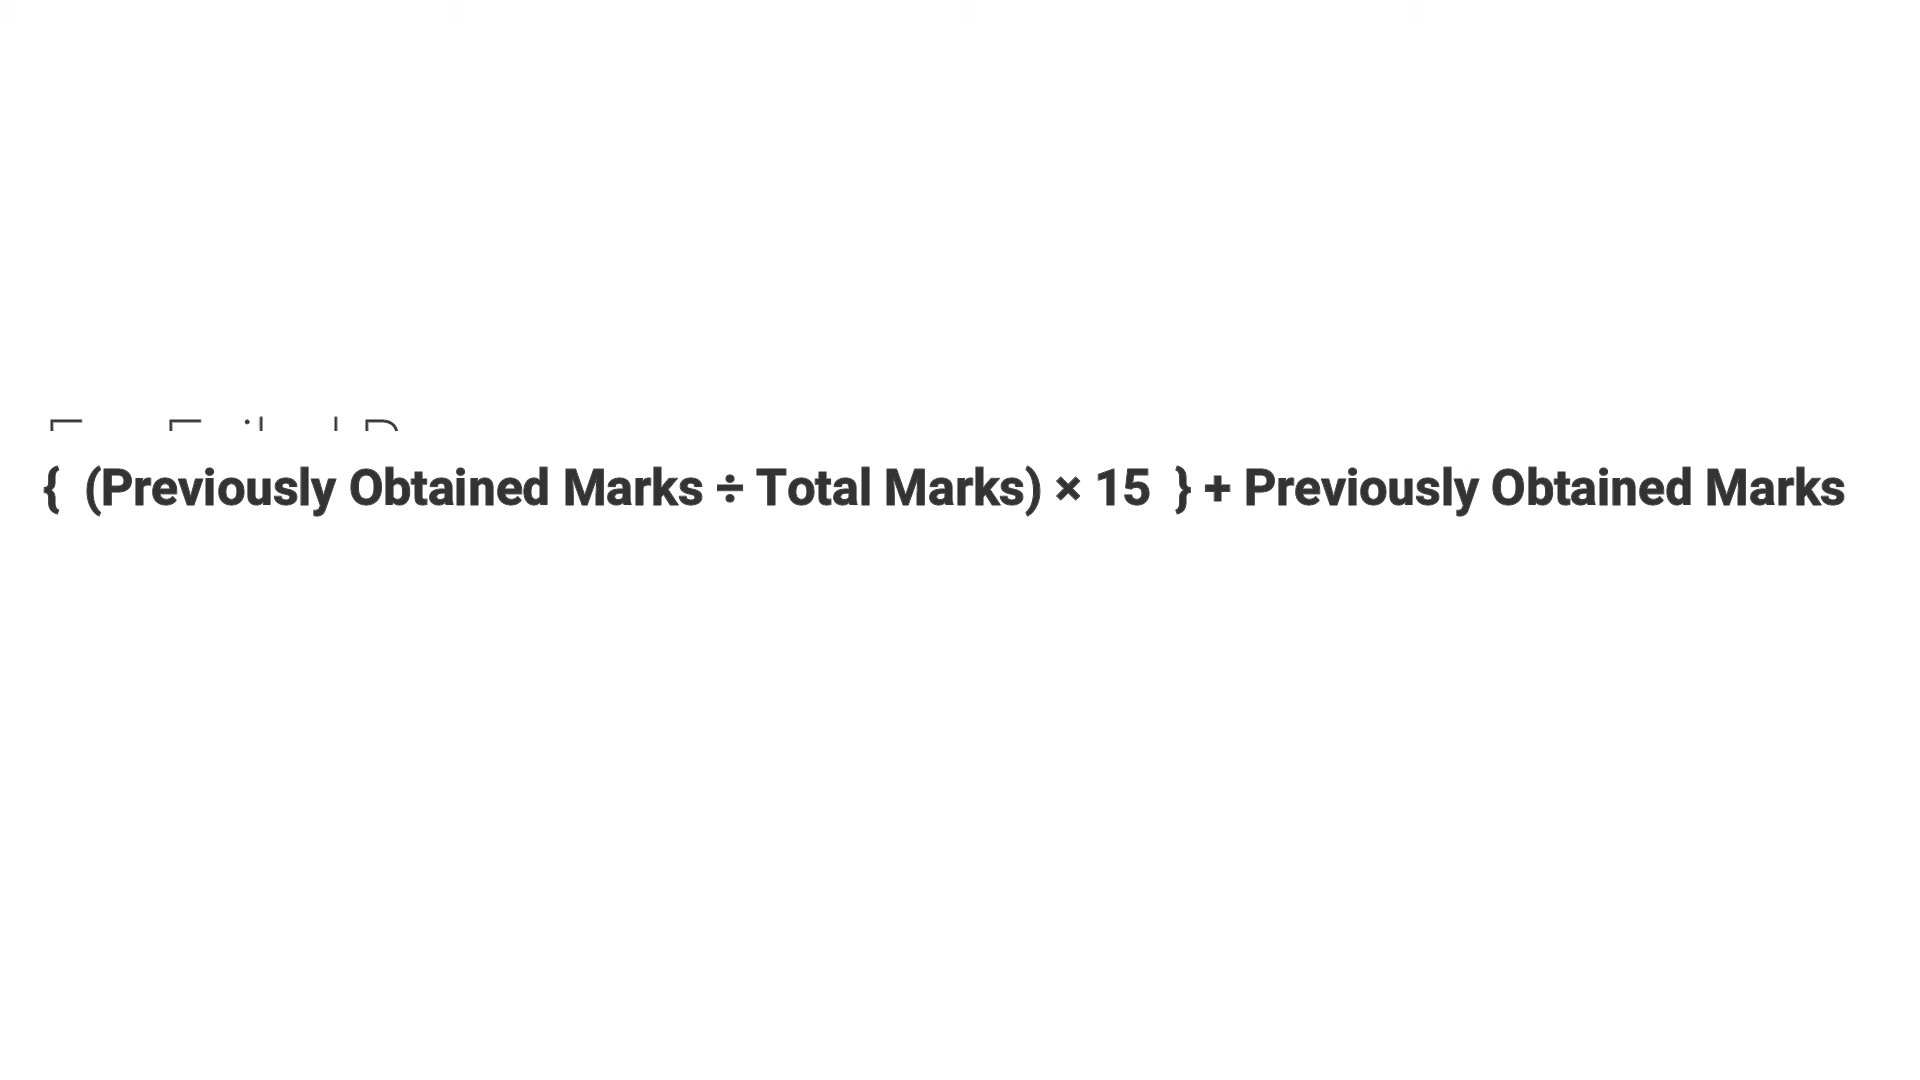 { (Previously Obtained Marks ÷ Total Marks) × 15 } + Previously Obtained Marks